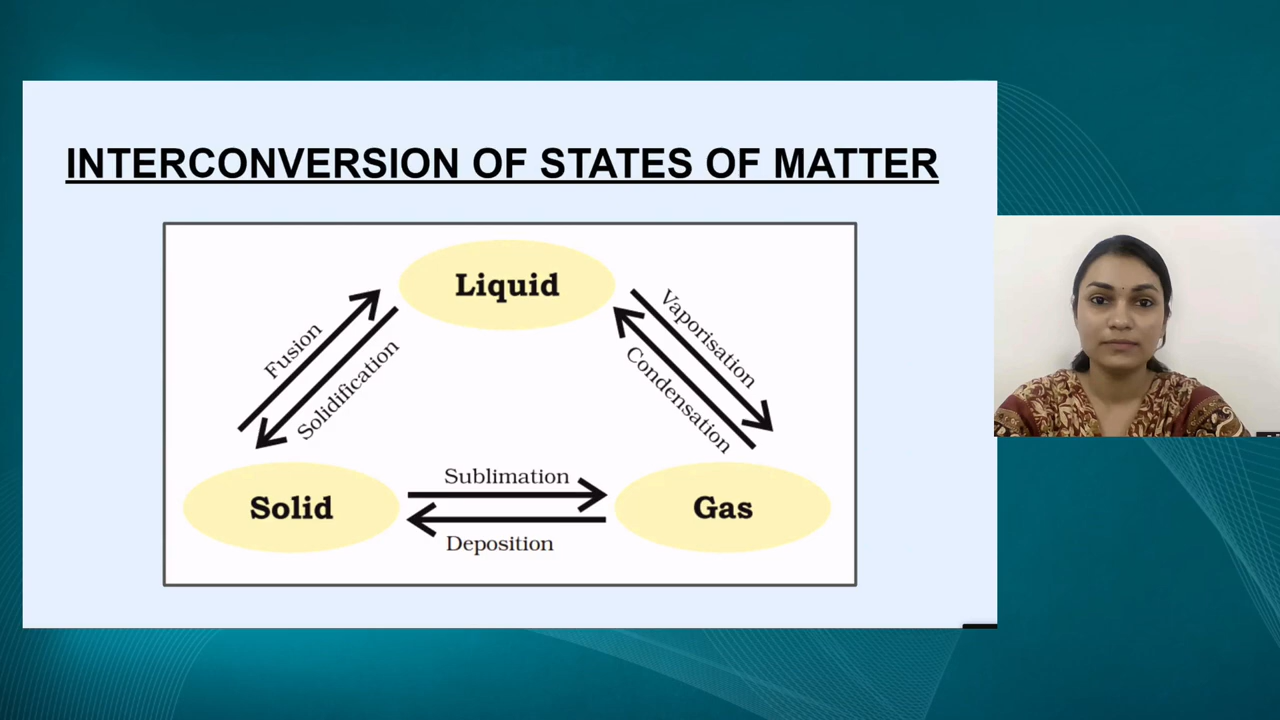 INTERCONVERSION OF STATES OF MATTER
Liquid
Fusion
Solidification
Vaporisation
Condensation
Sublimation
Solid
Gas
Deposition